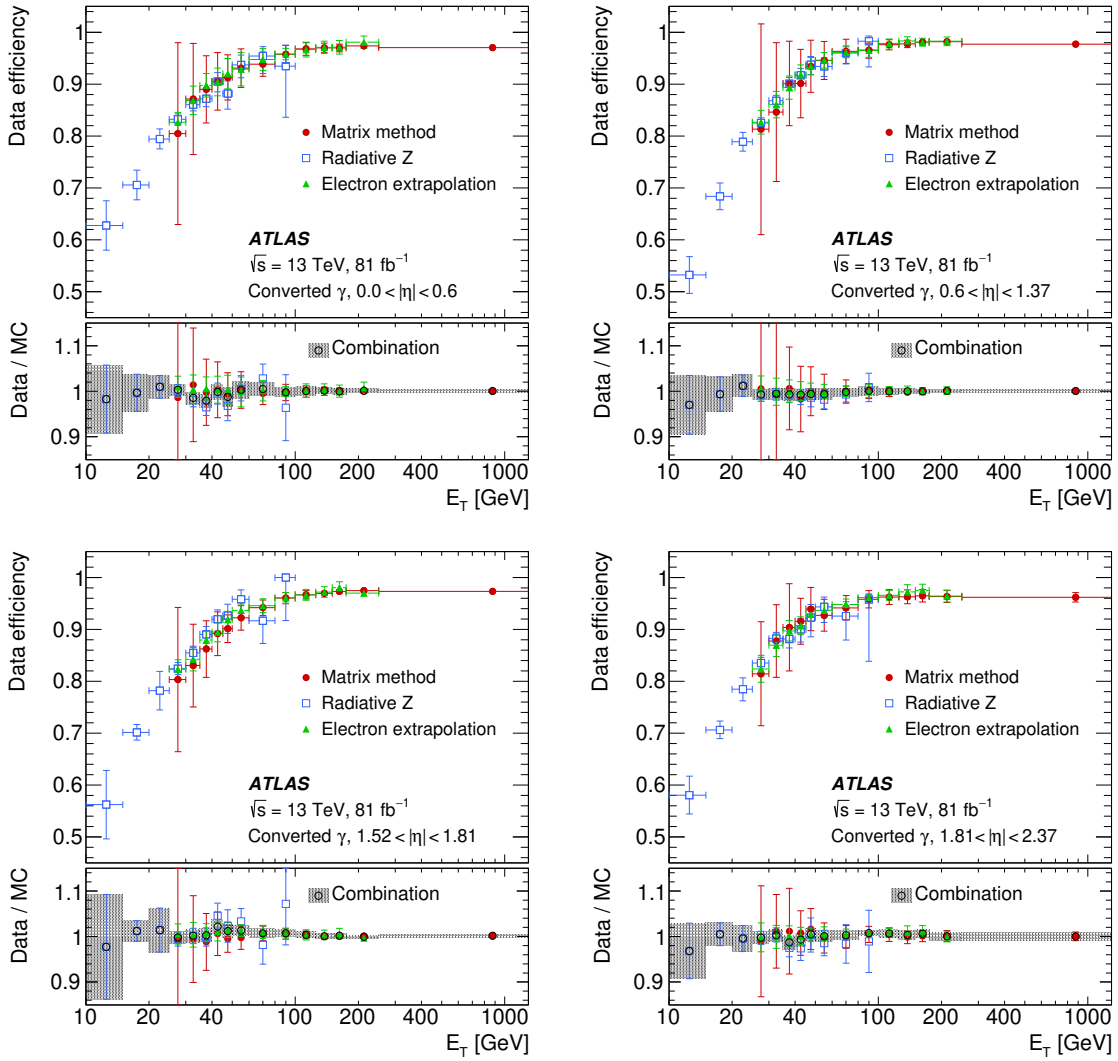 Data efficiency
1
0.9
0.8
0.7
0.6
0.5
Matrix method
Radiative Z
Electron extrapolation
ATLAS
√s = 13 TeV, 81 fb⁻¹
Converted γ, 0.0 < |η| < 0.6
Data / MC
1.1
1
0.9
Combination
10 20 40 100 200 400 1000
E_T [GeV]
Data efficiency
1
0.9
0.8
0.7
0.6
0.5
Matrix method
Radiative Z
Electron extrapolation
ATLAS
√s = 13 TeV, 81 fb⁻¹
Converted γ, 0.6 < |η| < 1.37
Data / MC
1.1
1
0.9
Combination
10 20 40 100 200 400 1000
E_T [GeV]
Data efficiency
1
0.9
0.8
0.7
0.6
0.5
Matrix method
Radiative Z
Electron extrapolation
ATLAS
√s = 13 TeV, 81 fb⁻¹
Converted γ, 1.52 < |η| < 1.81
Data / MC
1.1
1
0.9
Combination
10 20 40 100 200 400 1000
E_T [GeV]
Data efficiency
1
0.9
0.8
0.7
0.6
0.5
Matrix method
Radiative Z
Electron extrapolation
ATLAS
√s = 13 TeV, 81 fb⁻¹
Converted γ, 1.81 < |η| < 2.37
Data / MC
1.1
1
0.9
Combination
10 20 40 100 200 400 1000
E_T [GeV]